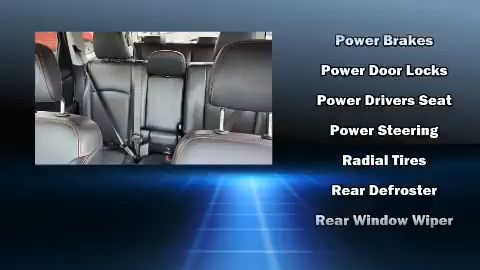 Power Brakes
Power Door Locks
Power Drivers Seat
Power Steering
Radial Tires
Rear Defroster
Rear Window Wiper